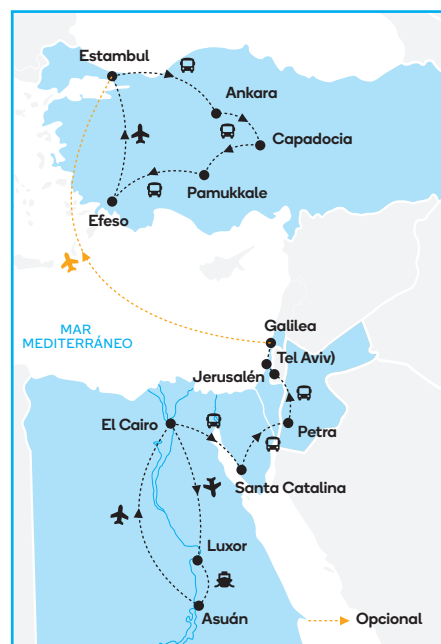 Estambul
Ankara
Capadocia
Pamukkale
Efeso
MAR
MEDITERRÁNEO
Galilea
Tel Aviv)
Jerusalén
El Cairo
Petra
Santa Catalina
Luxor
Asuán
Opcional